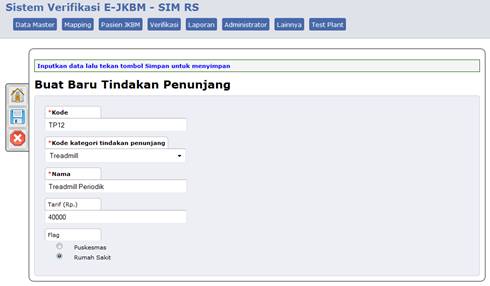 Sistem Verifikasi E-JKBM - SIM RS
Data Master Mapping Pasien JKBM Verifikasi Laporan Administrator Lainnya Test Plant
Inputkan data lalu tekan tombol Simpan untuk menyimpan
Buat Baru Tindakan Penunjang
*Kode
TP12
*Kode kategori tindakan penunjang
Treadmill
*Nama
Treadmill Periodik
Tarif (Rp.)
40000
Flag
Puskesmas
Rumah Sakit